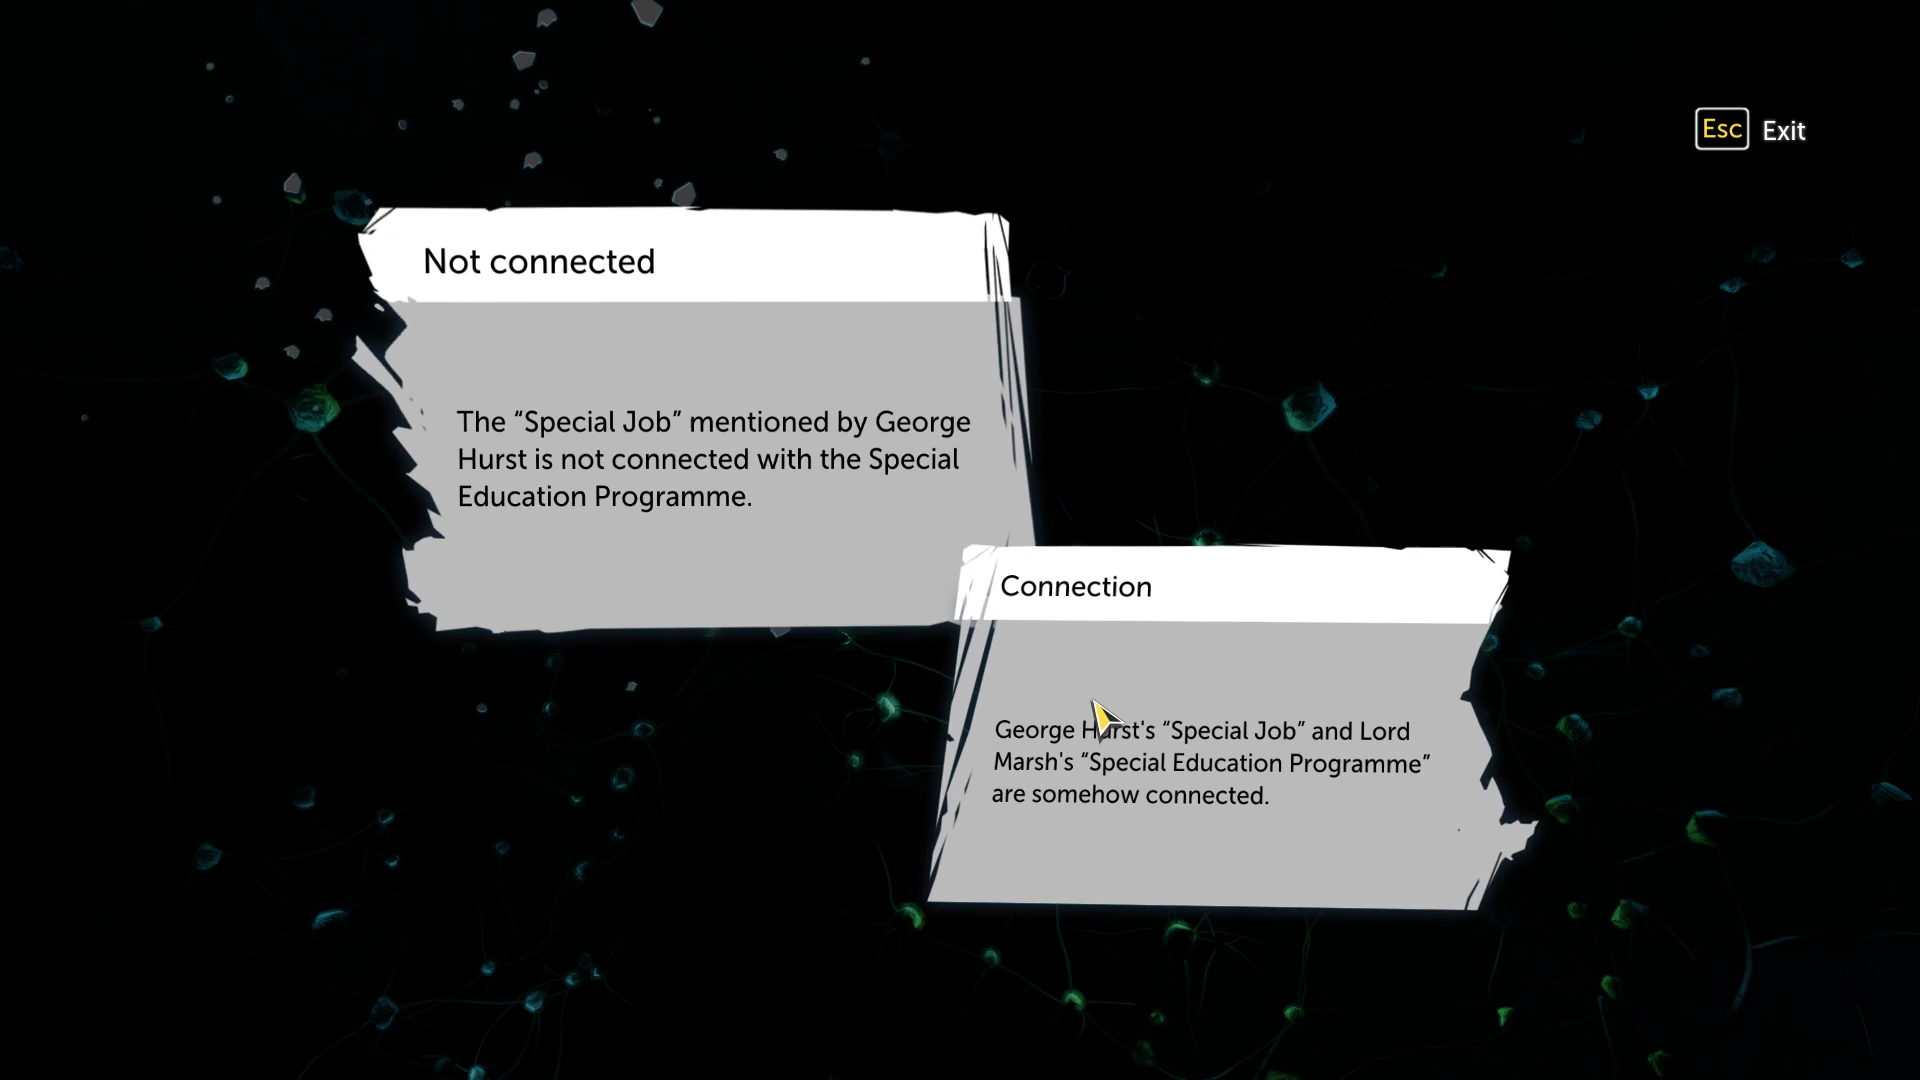 Esc Exit
Not connected
The “Special Job” mentioned by George
Hurst is not connected with the Special
Education Programme.
Connection
George Hurst's “Special Job” and Lord
Marsh's “Special Education Programme”
are somehow connected.